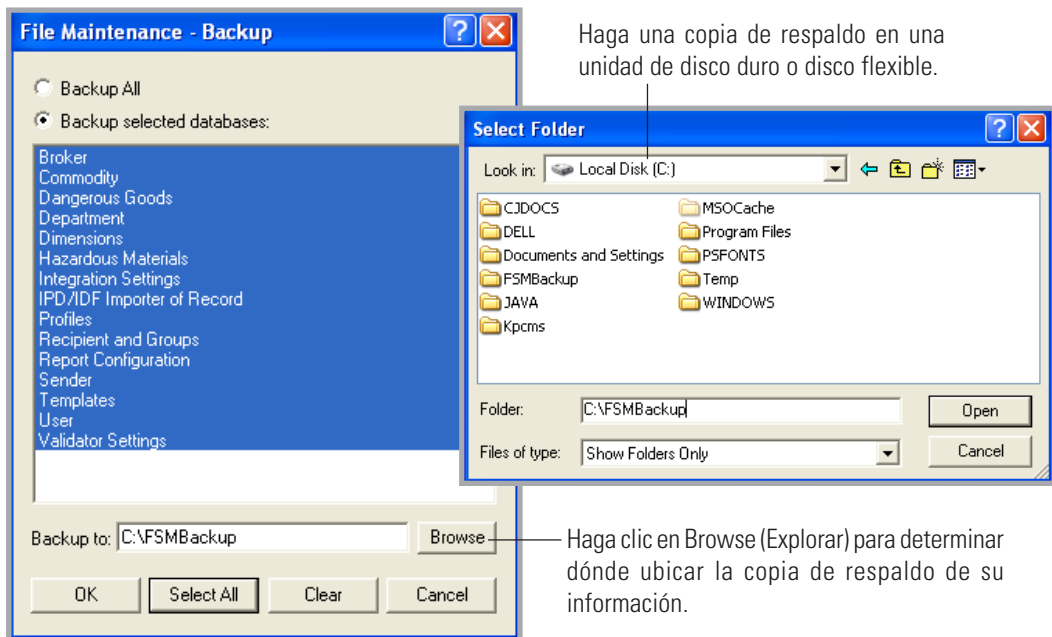 File Maintenance - Backup
Backup All
Backup selected databases:
Broker
Commodity
Dangerous Goods
Department
Dimensions
Hazardous Materials
Integration Settings
IPD/IDF Importer of Record
Profiles
Recipient and Groups
Report Configuration
Sender
Templates
User
Validator Settings
Backup to: C:\FSMBackup Browse
OK Select All Clear Cancel
Haga una copia de respaldo en una
unidad de disco duro o disco flexible.
Select Folder
Look in: Local Disk (C:)
CJDOCS
DELL
Documents and Settings
FSMBackup
JAVA
Kpcms
MSOCache
Program Files
PSFONTS
Temp
WINDOWS
Folder: C:\FSMBackup Open
Files of type: Show Folders Only Cancel
Haga clic en Browse (Explorar) para determinar
dónde ubicar la copia de respaldo de su
información.